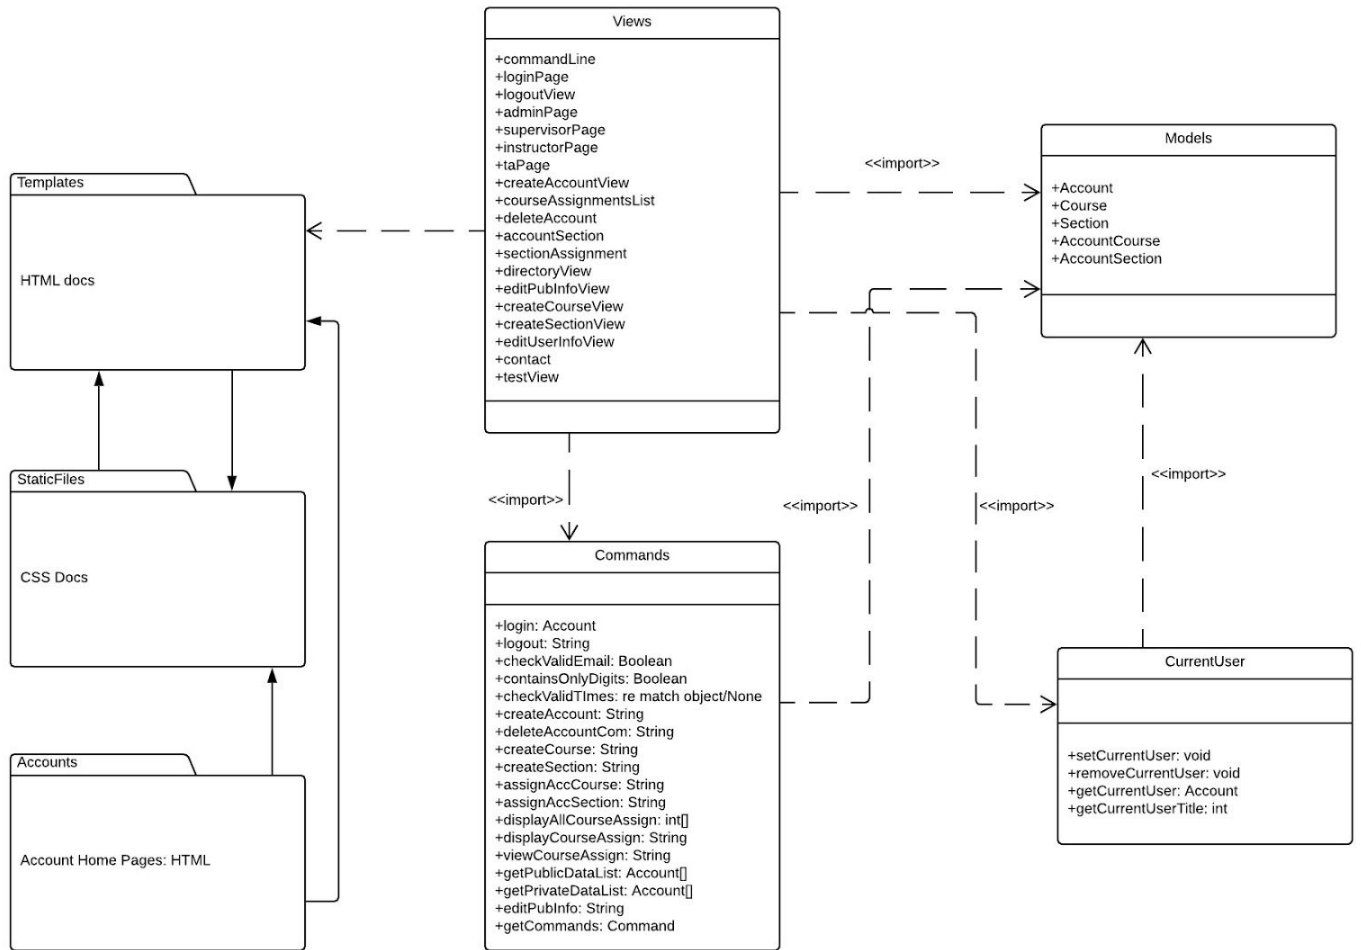 Views
+commandLine
+loginPage
+logoutView
+adminPage
+supervisorPage
+instructorPage
+taPage
+createAccountView
+courseAssignmentsList
+deleteAccount
+accountSection
+sectionAssignment
+directoryView
+editPubInfoView
+createCourseView
+createSectionView
+editUserInfoView
+contact
+testView
Models
+Account
+Course
+Section
+AccountCourse
+AccountSection
<<import>>
Templates
HTML docs
StaticFiles
CSS Docs
Accounts
Account Home Pages: HTML
<<import>>
<<import>>
<<import>>
<<import>>
Commands
+login: Account
+logout: String
+checkValidEmail: Boolean
+containsOnlyDigits: Boolean
+checkValidTImes: re match object/None
+createAccount: String
+deleteAccountCom: String
+createCourse: String
+createSection: String
+assignAccCourse: String
+assignAccSection: String
+displayAllCourseAssign: int[]
+displayCourseAssign: String
+viewCourseAssign: String
+getPublicDataList: Account[]
+getPrivateDataList: Account[]
+editPubInfo: String
+getCommands: Command
CurrentUser
+setCurrentUser: void
+removeCurrentUser: void
+getCurrentUser: Account
+getCurrentUserTitle: int